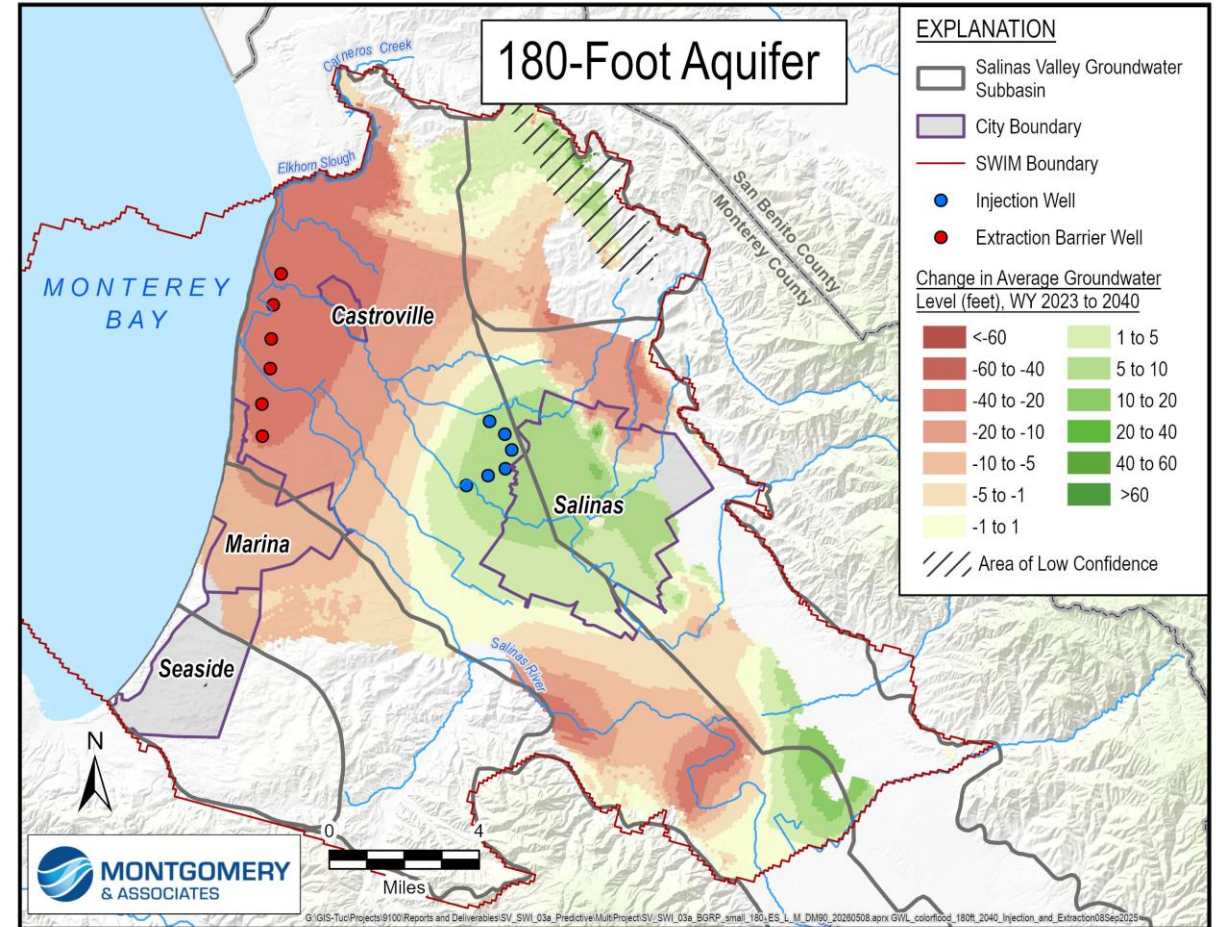 180-Foot Aquifer
Carneros Creek
Elkhorn Slough
San Benito County
Monterey County
MONTEREY
BAY
Castroville
Salinas
Marina
Seaside
Salinas River
N
0 4
Miles
MONTGOMERY
& ASSOCIATES
EXPLANATION
Salinas Valley Groundwater
Subbasin
City Boundary
SWIM Boundary
Injection Well
Extraction Barrier Well
Change in Average Groundwater
Level (feet), WY 2023 to 2040
<-60
-60 to -40
-40 to -20
-20 to -10
-10 to -5
-5 to -1
-1 to 1
1 to 5
5 to 10
10 to 20
20 to 40
40 to 60
>60
Area of Low Confidence